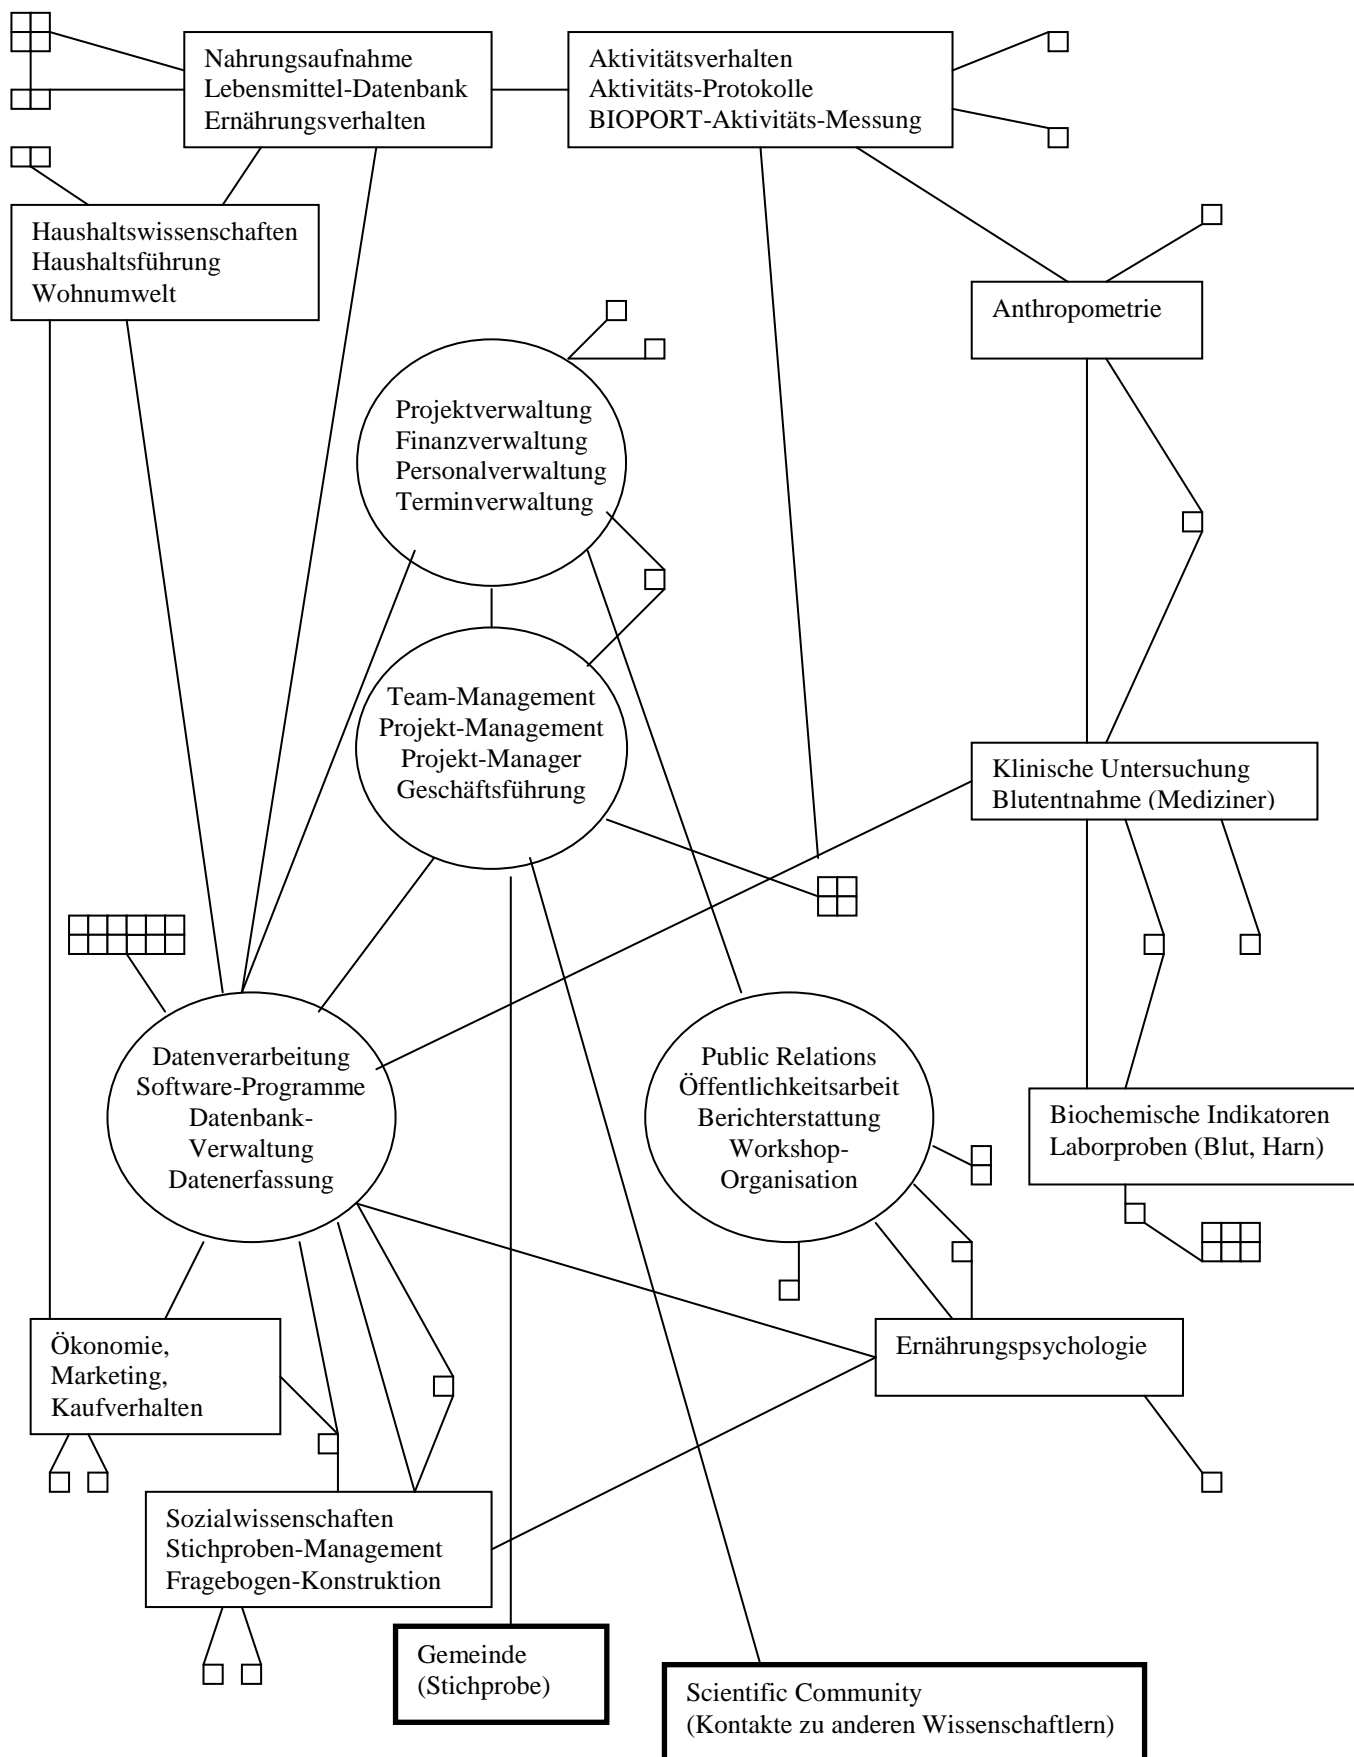 Nahrungsaufnahme
Lebensmittel-Datenbank
Ernährungsverhalten
Aktivitätsverhalten
Aktivitäts-Protokolle
BIOPORT-Aktivitäts-Messung
Haushaltswissenschaften
Haushaltsführung
Wohnumwelt
Anthropometrie
Projektverwaltung
Finanzverwaltung
Personalverwaltung
Terminverwaltung
Team-Management
Projekt-Management
Projekt-Manager
Geschäftsführung
Klinische Untersuchung
Blutentnahme (Mediziner)
Datenverarbeitung
Software-Programme
Datenbank-
Verwaltung
Datenerfassung
Public Relations
Öffentlichkeitsarbeit
Berichterstattung
Workshop-
Organisation
Biochemische Indikatoren
Laborproben (Blut, Harn)
Ökonomie,
Marketing,
Kaufverhalten
Ernährungspsychologie
Sozialwissenschaften
Stichproben-Management
Fragebogen-Konstruktion
Gemeinde
(Stichprobe)
Scientific Community
(Kontakte zu anderen Wissenschaftlern)